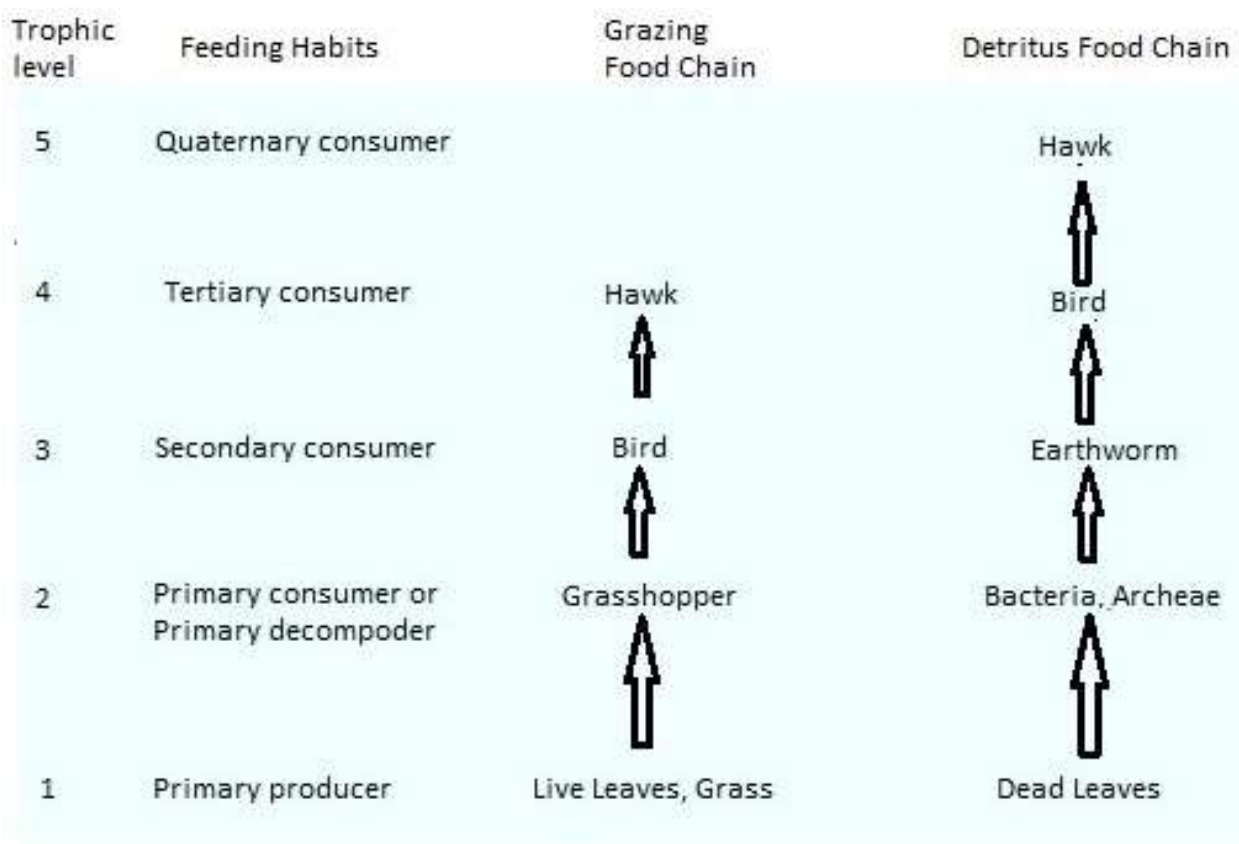 Trophic level Feeding Habits Grazing Food Chain Detritus Food Chain
5 Quaternary consumer Hawk
4 Tertiary consumer Hawk Bird
3 Secondary consumer Bird Earthworm
2 Primary consumer or Primary decompoder Grasshopper Bacteria, Archeae
1 Primary producer Live Leaves, Grass Dead Leaves